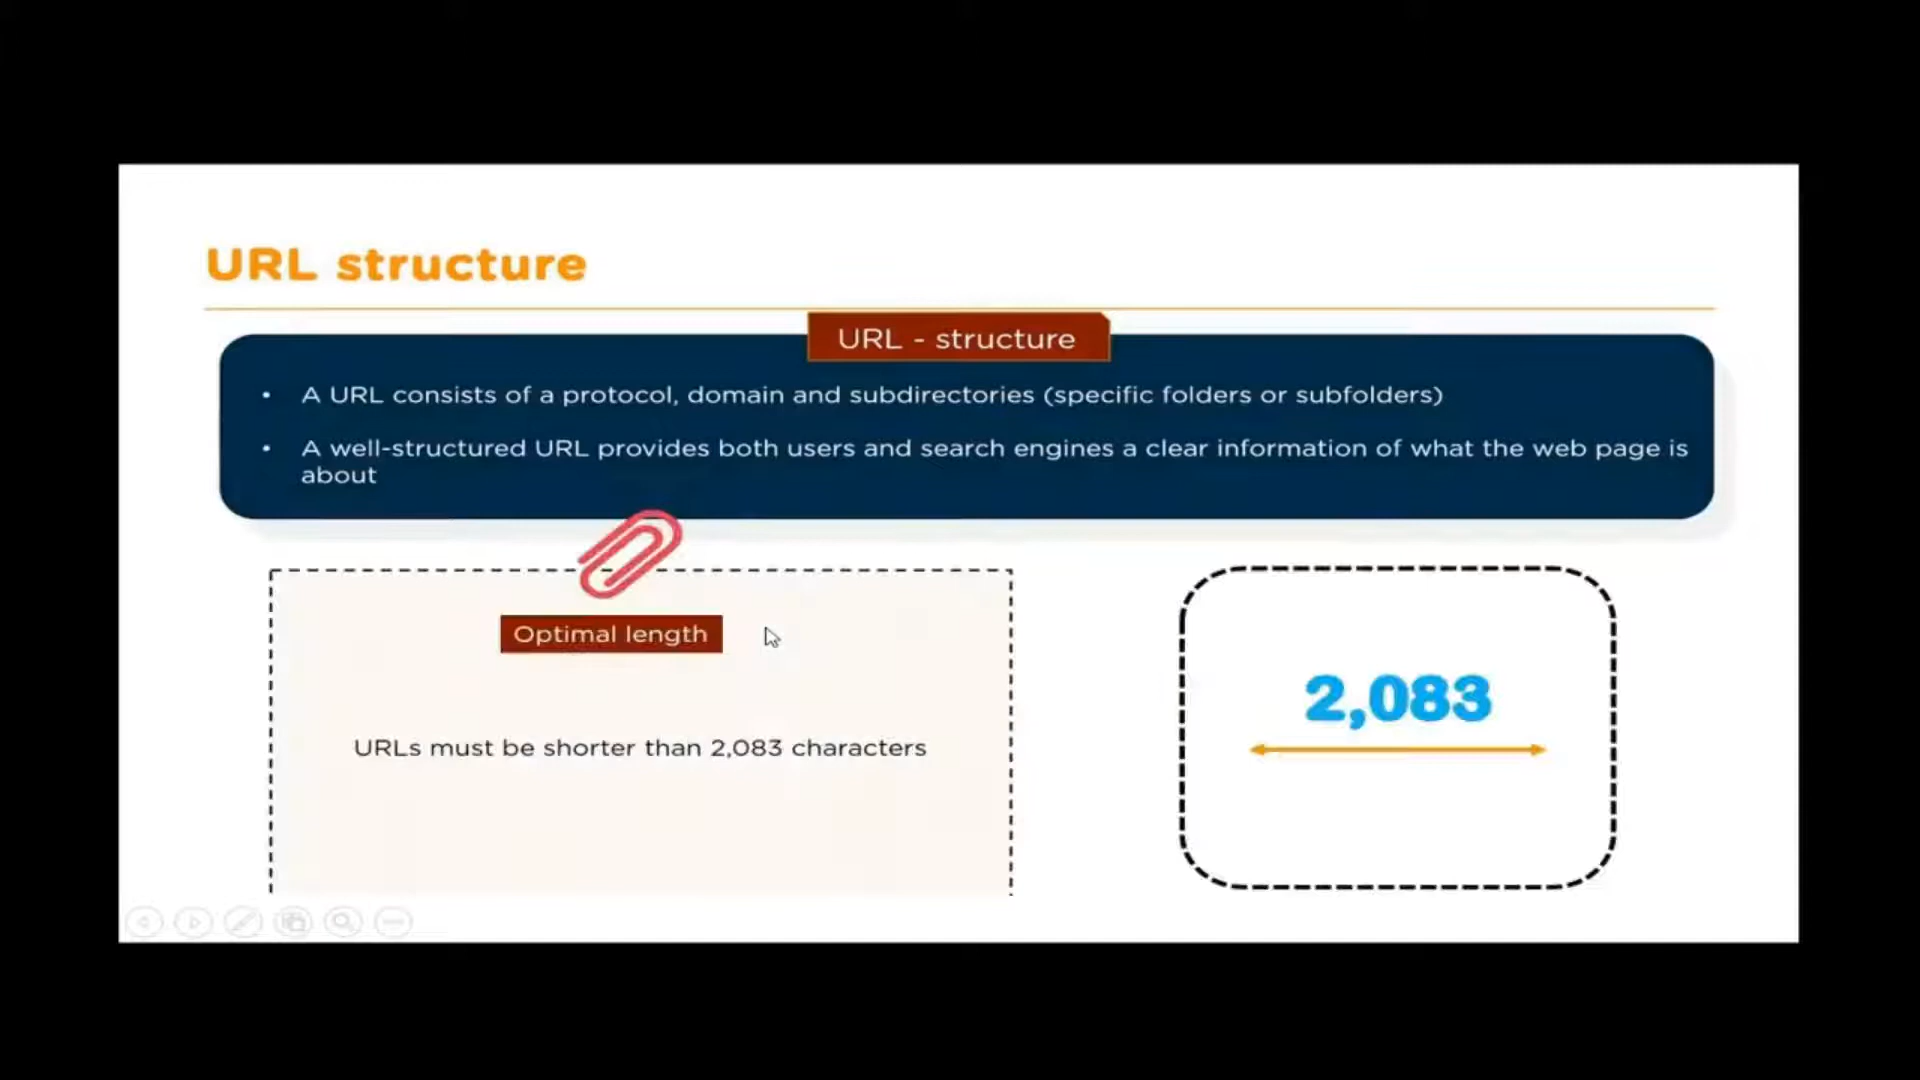 URL structure
URL - structure
• A URL consists of a protocol, domain and subdirectories (specific folders or subfolders)
• A well-structured URL provides both users and search engines a clear information of what the web page is
about
Optimal length
URLs must be shorter than 2,083 characters
2,083